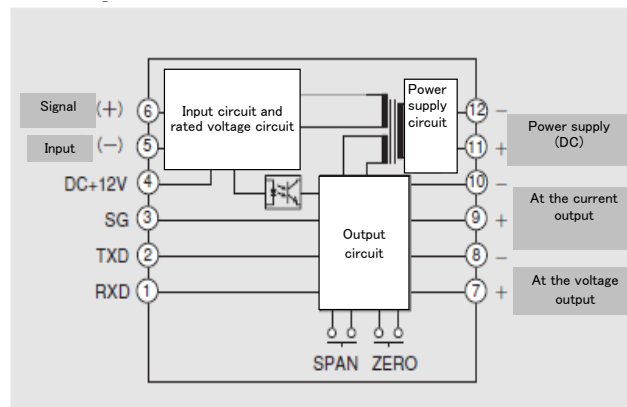 Signal (+) 6
Input (−) 5
DC+12V 4
SG 3
TXD 2
RXD 1
Input circuit and
rated voltage circuit
Power
supply
circuit
Output
circuit
SPAN ZERO
12 −
11 +
Power supply
(DC)
10 −
9 +
At the current
output
8 −
7 +
At the voltage
output